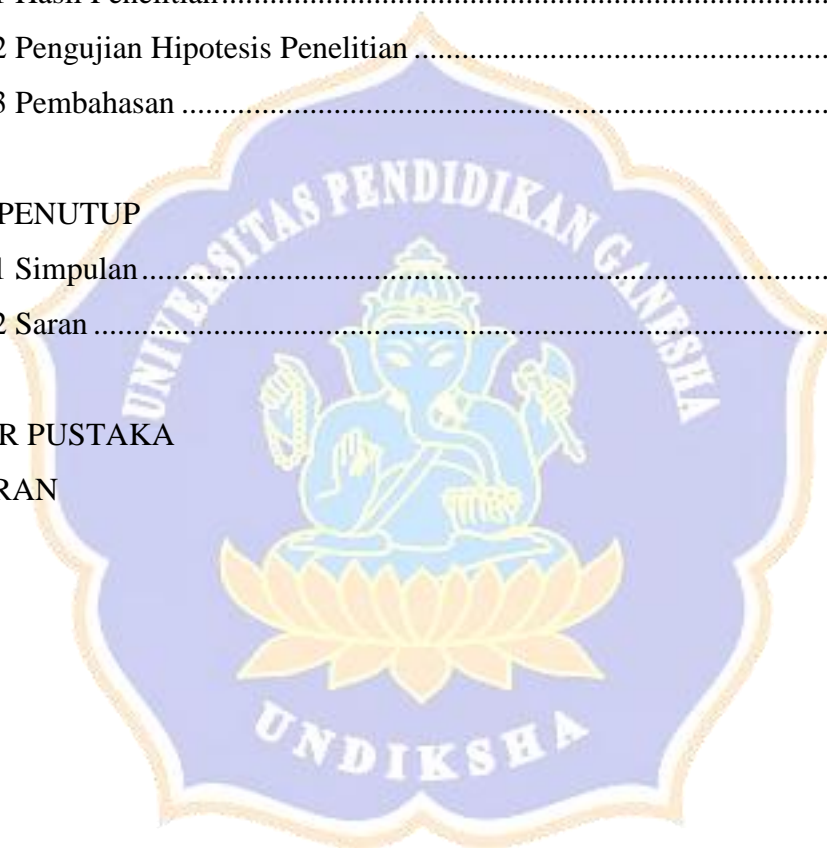 1 Hasil Penelitian
2 Pengujian Hipotesis Penelitian ..........................................................
3 Pembahasan ..........................................................................................
PENUTUP
1 Simpulan................................................................................................
2 Saran ......................................................................................................
R PUSTAKA
RAN
UNIVERSITAS PENDIDIKAN GANESHA
UNDIKSHA